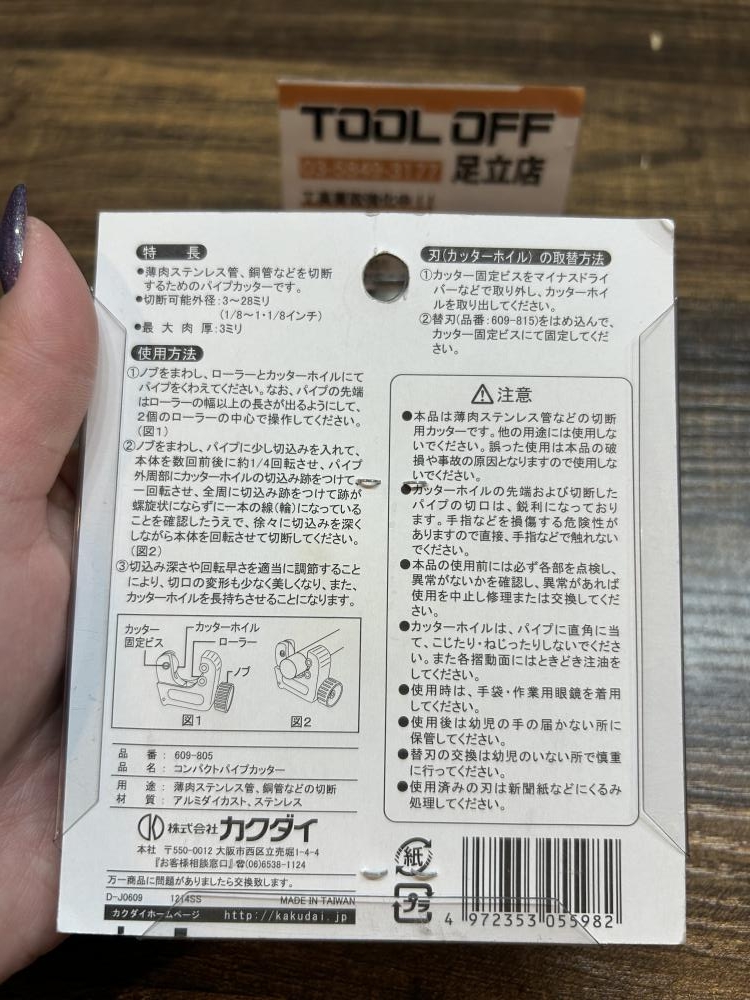 TOOL OFF
03-5849-3177 足立店
工具買取強化中!!
特長
●薄肉ステンレス管、銅管などを切断
するためのパイプカッターです。
●切断可能外径:3〜28ミリ
(1/8〜1・1/8インチ)
●最大肉厚:3ミリ
使用方法
①ノブをまわし、ローラーとカッターホイルにて
パイプをくわえてください。なお、パイプの先端
はローラーの幅以上の長さが出るようにして、
2個のローラーの中心で操作してください。
(図1)
②ノブをまわし、パイプに少し切込みを入れて、
本体を数回前後に約1/4回転させ、パイプ
外周部にカッターホイルの切込み跡をつけて、
一回転させ、全周に切込み跡をつけて跡が
螺旋状にならずに一本の線(輪)になっている
ことを確認したうえで、徐々に切込みを深く
しながら本体を回転させて切断してください。
(図2)
③切込み深さや回転早さを適当に調節すること
により、切口の変形も少なく美しくなり、また、
カッターホイルを長持ちさせることになります。
カッター
固定ビス
カッターホイル
ローラー
ノブ
図1
図2
品番:609-805
品名:コンパクトパイプカッター
用途:薄肉ステンレス管、銅管などの切断
材質:アルミダイカスト、ステンレス
株式会社カクダイ
本社 〒550-0012 大阪市西区立売堀1-4-4
『お客様相談窓口』☎(06)6538-1124
万一商品に問題がありましたら交換致します。
D-J0609 1214SS MADE IN TAIWAN
カクダイホームページ http://kakudai.jp
刃(カッターホイル)の取替方法
①カッター固定ビスをマイナスドライ
バーなどで取り外し、カッターホイ
ルを取り出してください。
②替刃(品番:609-815)をはめ込んで、
カッター固定ビスにて固定してくだ
さい。
⚠注意
●本品は薄肉ステンレス管などの切断
用カッターです。他の用途には使用しな
いでください。誤った使用は本品の破
損や事故の原因となりますので使用し
ないでください。
●カッターホイルの先端および切断した
パイプの切口は、鋭利になっており
ます。手指などを損傷する危険性が
ありますので直接、手指などで触れない
でください。
●本品の使用前には必ず各部を点検し、
異常がないかを確認し、異常があれば
使用を中止し修理または交換してくだ
さい。
●カッターホイルは、パイプに直角に当
て、こじたり・ねじったりしないでくださ
い。また各摺動面にはときどき注油を
してください。
●使用時は、手袋・作業用眼鏡を着用
してください。
●使用後は幼児の手の届かない所に
保管してください。
●替刃の交換は幼児のいない所で慎重
に行ってください。
●使用済みの刃は新聞紙などにくるみ
処理してください。
紙
プラ
4 972353 055982